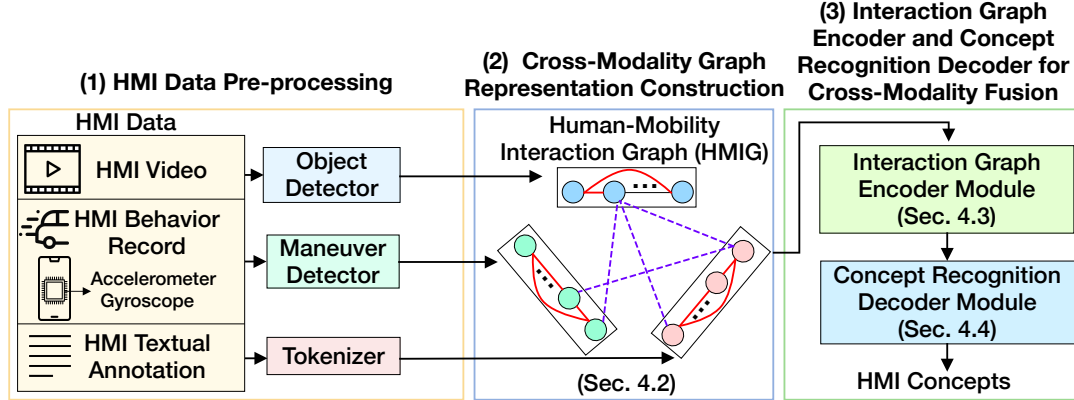 (1) HMI Data Pre-processing
HMI Data
HMI Video
HMI Behavior
Record
Accelerometer
Gyroscope
HMI Textual
Annotation
Object
Detector
Maneuver
Detector
Tokenizer
(2)  Cross-Modality Graph
Representation Construction
Human-Mobility
Interaction Graph (HMIG)
(Sec. 4.2)
(3) Interaction Graph
Encoder and Concept
Recognition Decoder for
Cross-Modality Fusion
Interaction Graph
Encoder Module
(Sec. 4.3)
Concept Recognition
Decoder Module
(Sec. 4.4)
HMI Concepts